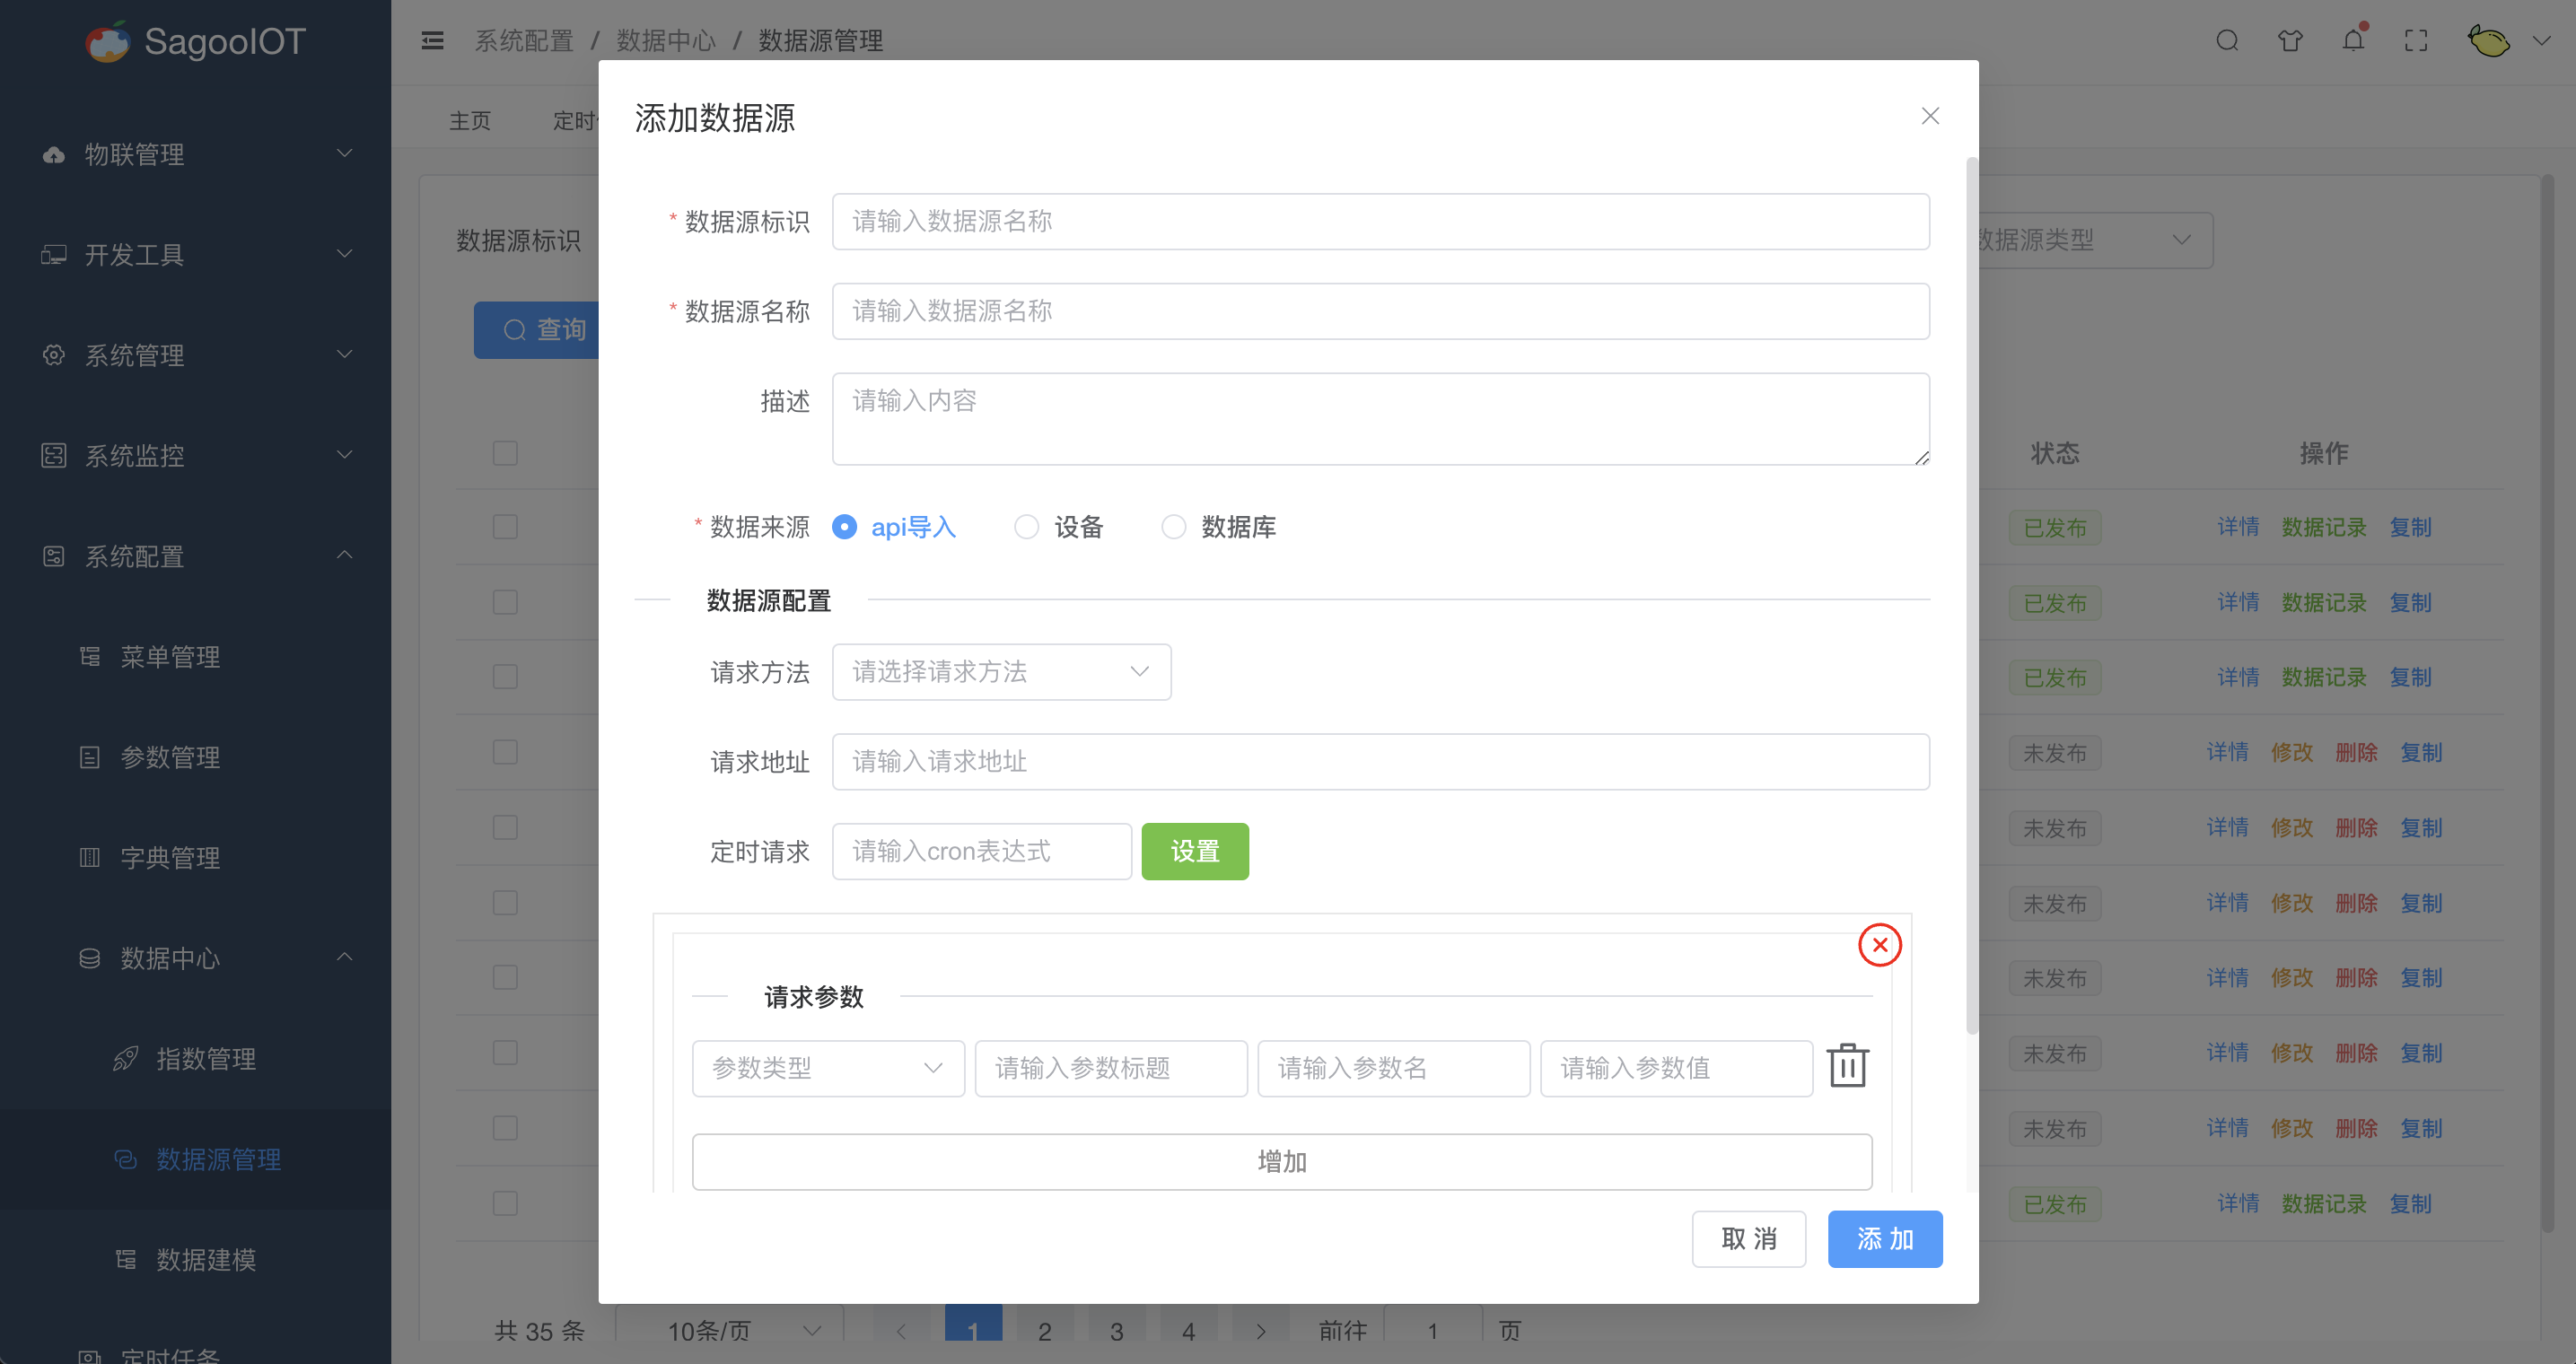 SagooIOT
系统配置 / 数据中心 / 数据源管理
主页
定时
物联管理
开发工具
系统管理
系统监控
系统配置
菜单管理
参数管理
字典管理
数据中心
指数管理
数据源管理
数据建模
定时任务
数据源标识
数据源类型
查询
状态 操作
已发布 详情 数据记录 复制
已发布 详情 数据记录 复制
已发布 详情 数据记录 复制
未发布 详情 修改 删除 复制
未发布 详情 修改 删除 复制
未发布 详情 修改 删除 复制
未发布 详情 修改 删除 复制
未发布 详情 修改 删除 复制
未发布 详情 修改 删除 复制
已发布 详情 数据记录 复制
共 35 条 10条/页 1 2 3 4 前往 1 页
添加数据源
* 数据源标识 请输入数据源名称
* 数据源名称 请输入数据源名称
描述 请输入内容
* 数据来源 api导入 设备 数据库
数据源配置
请求方法 请选择请求方法
请求地址 请输入请求地址
定时请求 请输入cron表达式 设置
请求参数
参数类型 请输入参数标题 请输入参数名 请输入参数值
增加
取 消 添 加